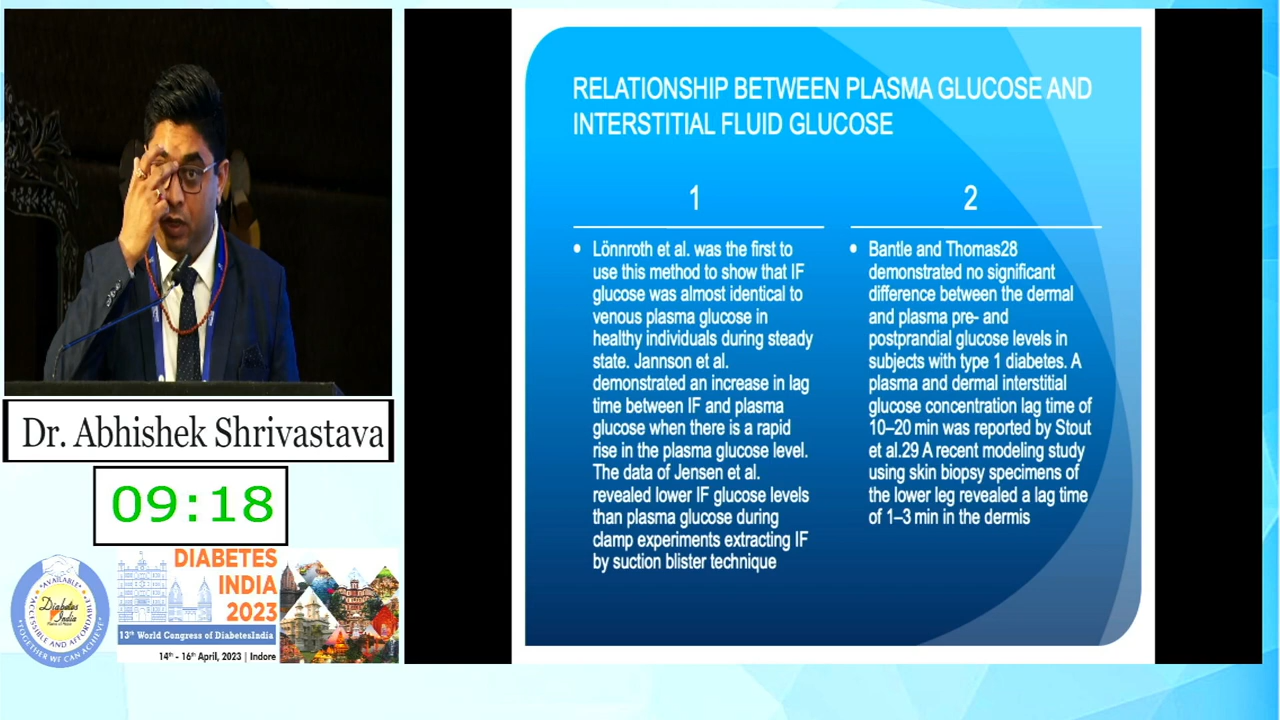 RELATIONSHIP BETWEEN PLASMA GLUCOSE AND
INTERSTITIAL FLUID GLUCOSE
1
• Lönnroth et al. was the first to
use this method to show that IF
glucose was almost identical to
venous plasma glucose in
healthy individuals during steady
state. Jannson et al.
demonstrated an increase in lag
time between IF and plasma
glucose when there is a rapid
rise in the plasma glucose level.
The data of Jensen et al.
revealed lower IF glucose levels
than plasma glucose during
clamp experiments extracting IF
by suction blister technique
2
• Bantle and Thomas28
demonstrated no significant
difference between the dermal
and plasma pre- and
postprandial glucose levels in
subjects with type 1 diabetes. A
plasma and dermal interstitial
glucose concentration lag time of
10–20 min was reported by Stout
et al.29 A recent modeling study
using skin biopsy specimens of
the lower leg revealed a lag time
of 1–3 min in the dermis
Dr. Abhishek Shrivastava
09:18
AVAILABLE
ACCESSIBLE AND AFFORDABLE
Diabetes
India
TOGETHER WE CAN ACHIEVE
DIABETES
INDIA
2023
13th World Congress of DiabetesIndia
14th - 16th April, 2023 | Indore